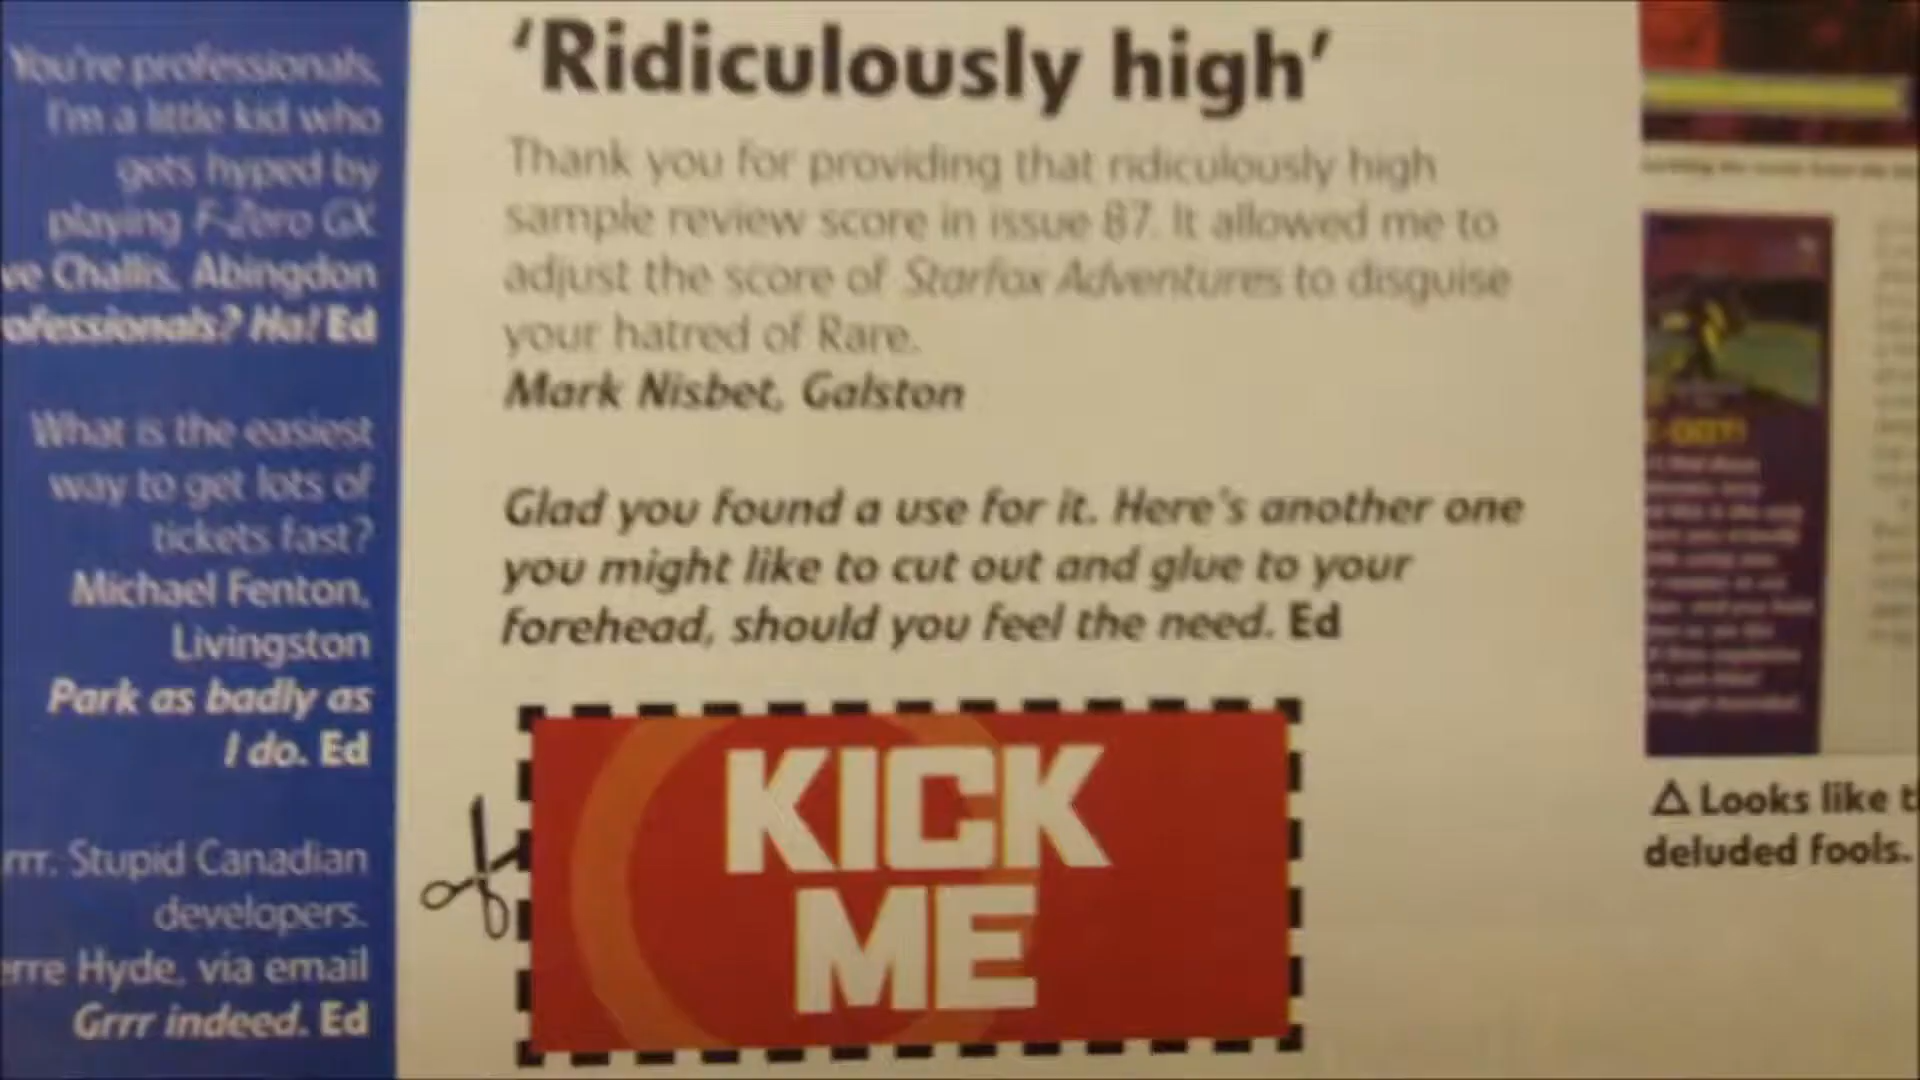 You're professionals,
I'm a little kid who
gets hyped by
playing F-Zero GX
ve Challis, Abingdon
ofessionals? Ha! Ed
What is the easiest
way to get lots of
tickets fast?
Michael Fenton,
Livingston
Park as badly as
I do. Ed
rrr. Stupid Canadian
developers.
erre Hyde, via email
Grrr indeed. Ed
'Ridiculously high'
Thank you for providing that ridiculously high
sample review score in issue 87. It allowed me to
adjust the score of Starfox Adventures to disguise
your hatred of Rare.
Mark Nisbet, Galston
Glad you found a use for it. Here's another one
you might like to cut out and glue to your
forehead, should you feel the need. Ed
KICK
ME
△ Looks like t
deluded fools.